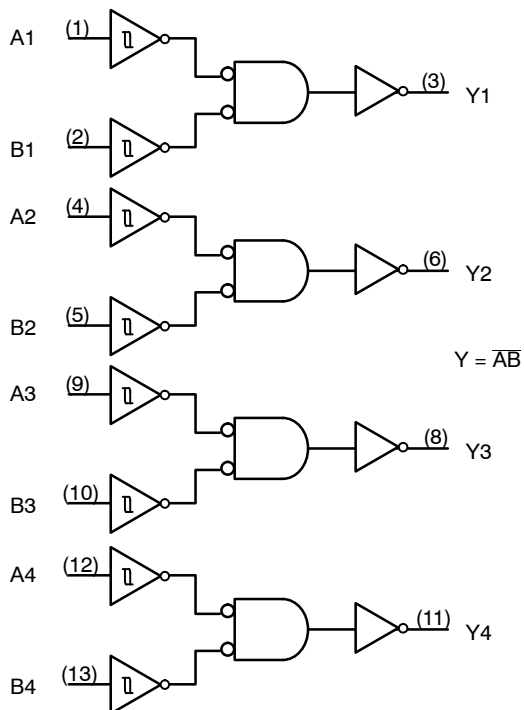 A1 (1)
(3) Y1
B1 (2)
A2 (4)
(6) Y2
B2 (5)
Y = A̅B̅
A3 (9)
(8) Y3
B3 (10)
A4 (12)
(11) Y4
B4 (13)